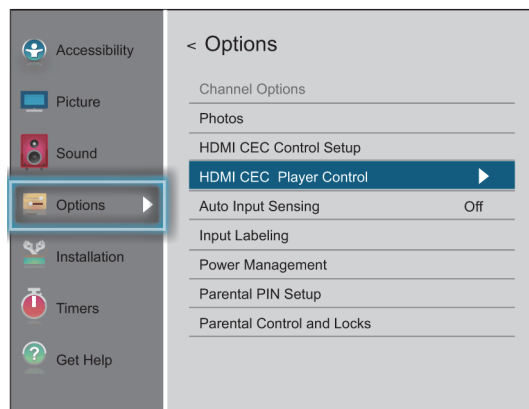 Accessibility
Picture
Sound
Options
Installation
Timers
Get Help
< Options
Channel Options
Photos
HDMI CEC Control Setup
HDMI CEC Player Control
Auto Input Sensing Off
Input Labeling
Power Management
Parental PIN Setup
Parental Control and Locks